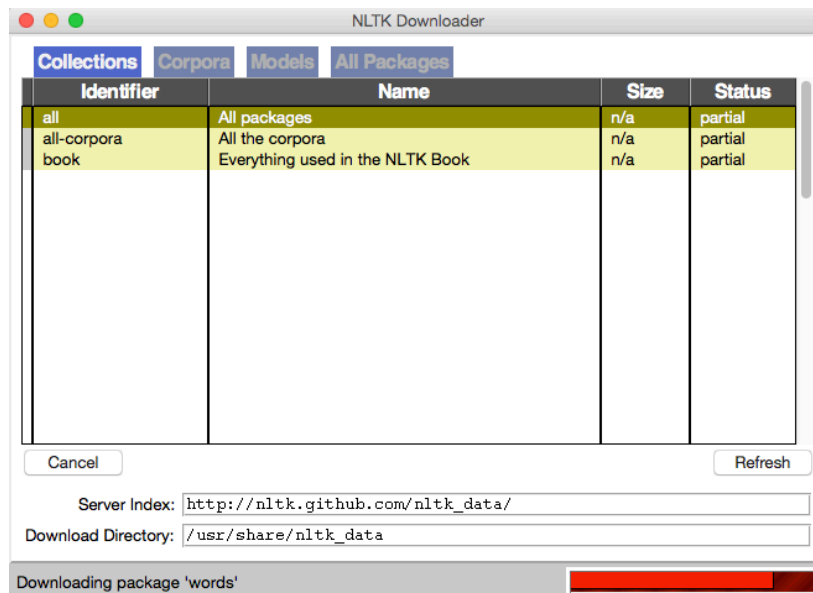 NLTK Downloader
Collections Corpora Models All Packages
Identifier Name Size Status
all All packages n/a partial
all-corpora All the corpora n/a partial
book Everything used in the NLTK Book n/a partial
Cancel Refresh
Server Index: http://nltk.github.com/nltk_data/
Download Directory: /usr/share/nltk_data
Downloading package 'words'